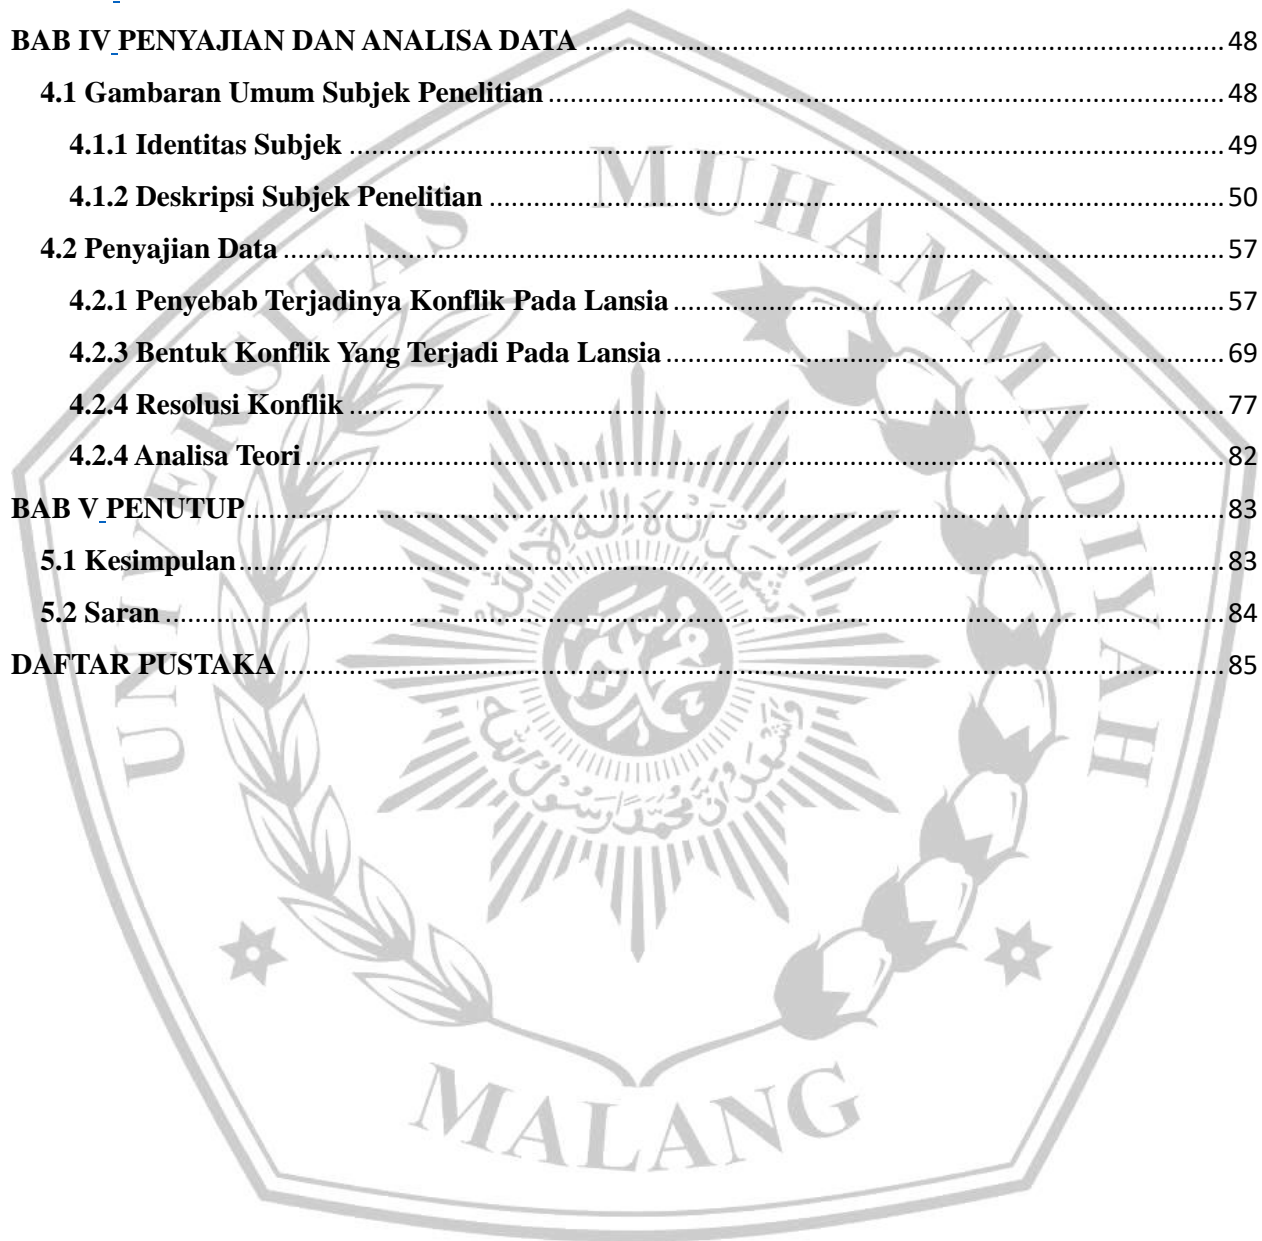 BAB IV PENYAJIAN DAN ANALISA DATA ........ 48
4.1 Gambaran Umum Subjek Penelitian ........ 48
4.1.1 Identitas Subjek ........ 49
4.1.2 Deskripsi Subjek Penelitian ........ 50
4.2 Penyajian Data ........ 57
4.2.1 Penyebab Terjadinya Konflik Pada Lansia ........ 57
4.2.3 Bentuk Konflik Yang Terjadi Pada Lansia ........ 69
4.2.4 Resolusi Konflik ........ 77
4.2.4 Analisa Teori ........ 82
BAB V PENUTUP ........ 83
5.1 Kesimpulan ........ 83
5.2 Saran ........ 84
DAFTAR PUSTAKA ........ 85
UNIVERSITAS MUHAMMADIYAH
MALANG